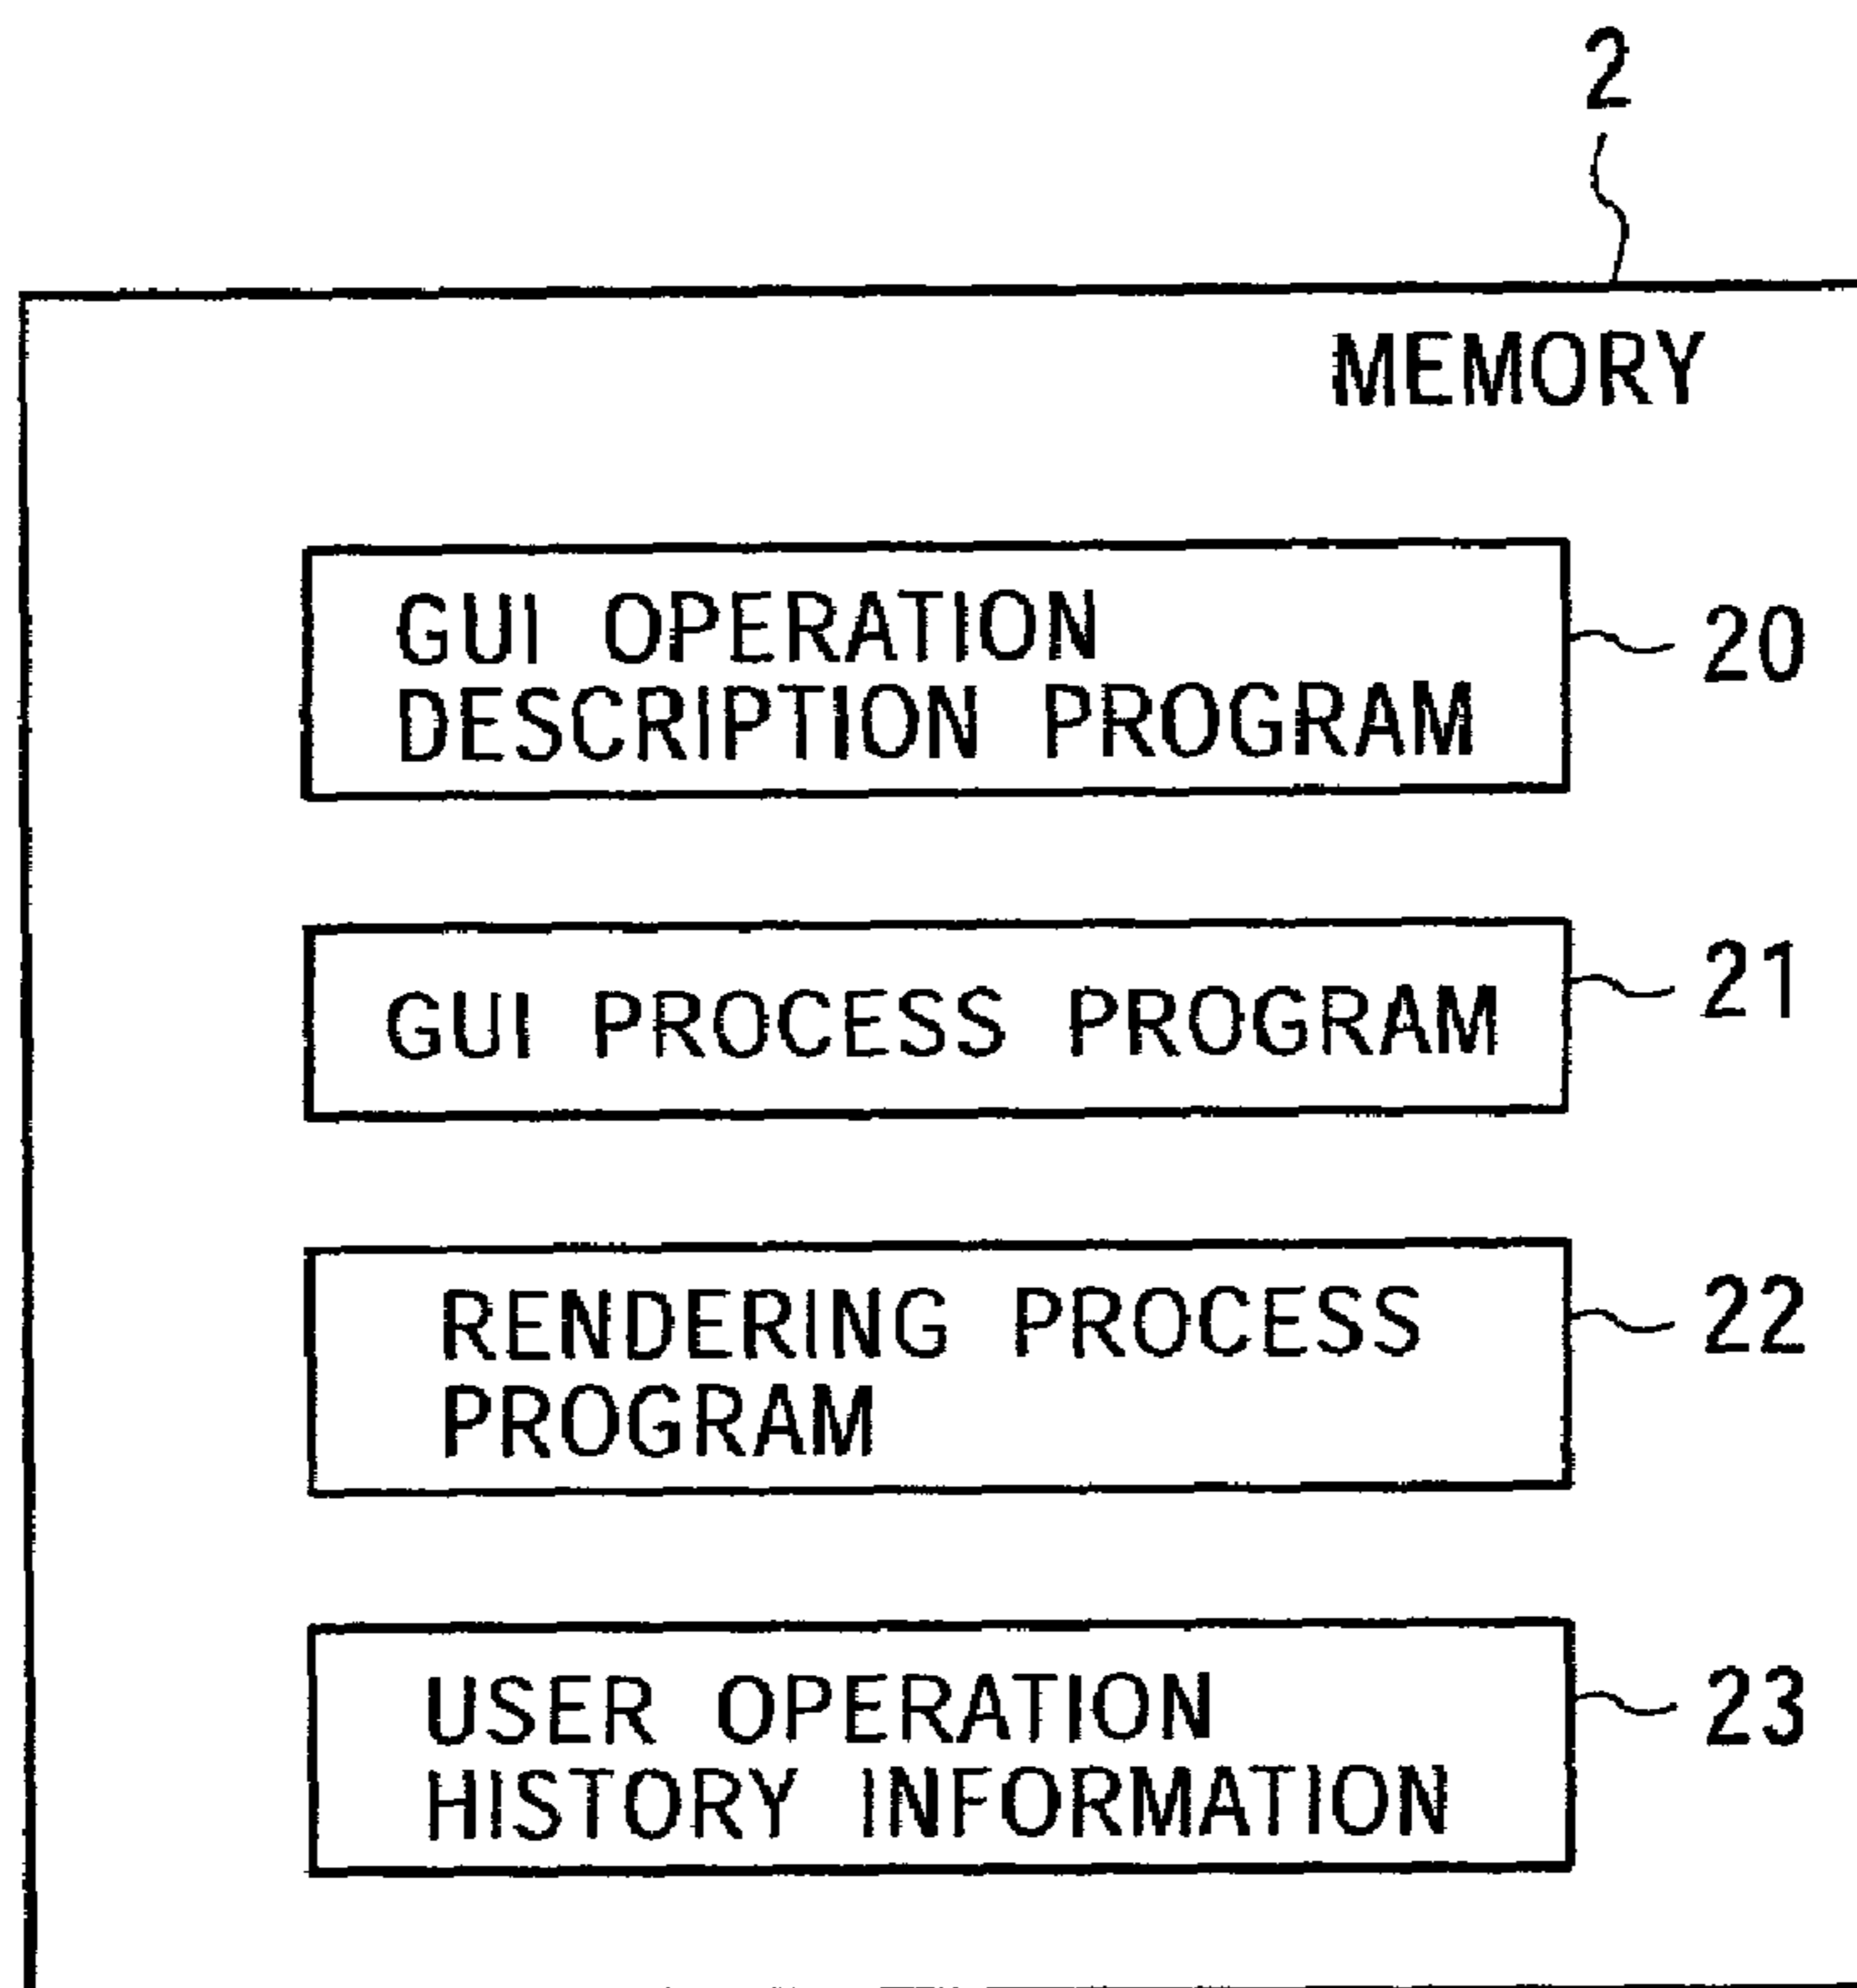 2
MEMORY
GUI OPERATION
DESCRIPTION PROGRAM
20
GUI PROCESS PROGRAM
21
RENDERING PROCESS
PROGRAM
22
USER OPERATION
HISTORY INFORMATION
23